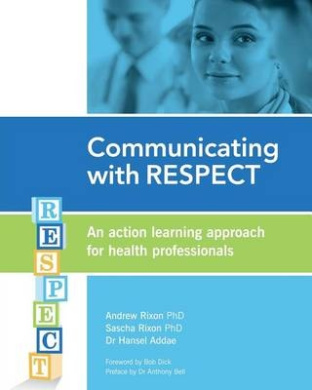 Communicating
with RESPECT
An action learning approach
for health professionals
R
E
S
P
E
C
T
Andrew Rixon PhD
Sascha Rixon PhD
Dr Hansel Addae
Foreword by Bob Dick
Preface by Dr Anthony Bell